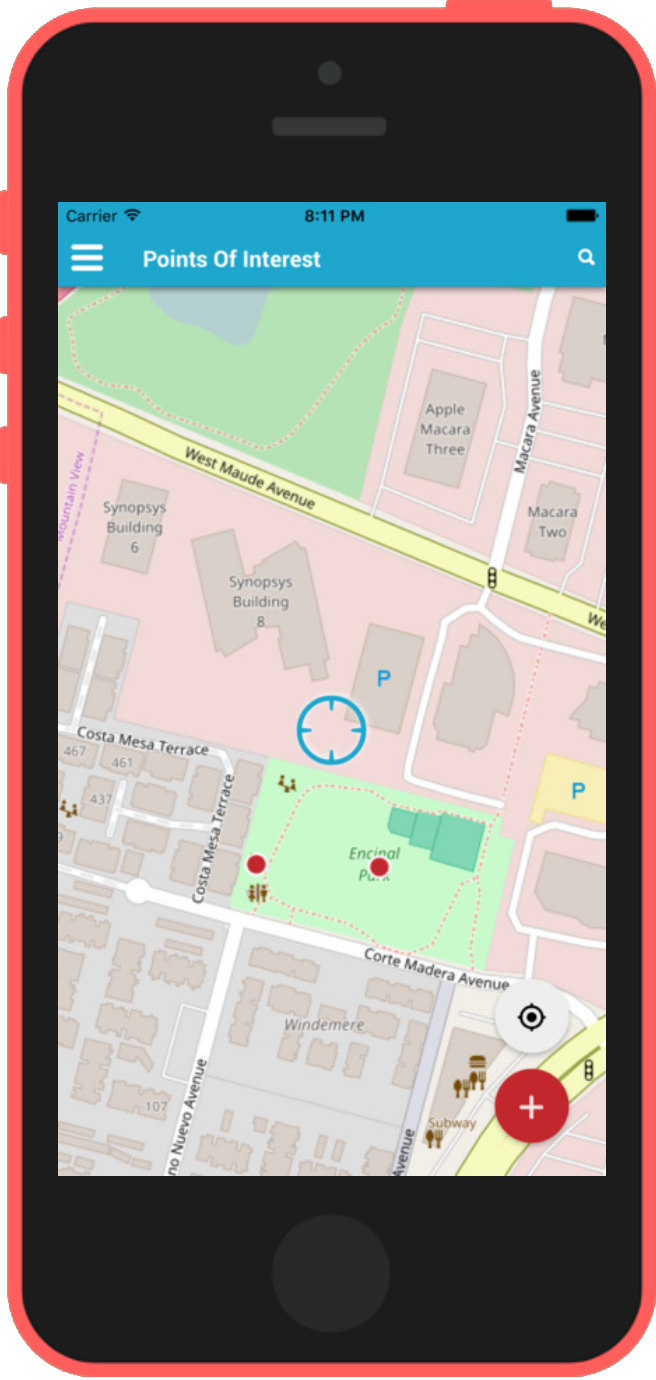 Carrier
8:11 PM
Points Of Interest
Apple
Macara
Three
Macara Avenue
West Maude Avenue
Mountain View
Synopsys
Building
6
Macara
Two
Synopsys
Building
8
We
P
Costa Mesa Terrace
467
461
437
Costa Mesa Terrace
P
Encinal
Park
Corte Madera Avenue
Windemere
107
no Nuevo Avenue
Subway
Avenue